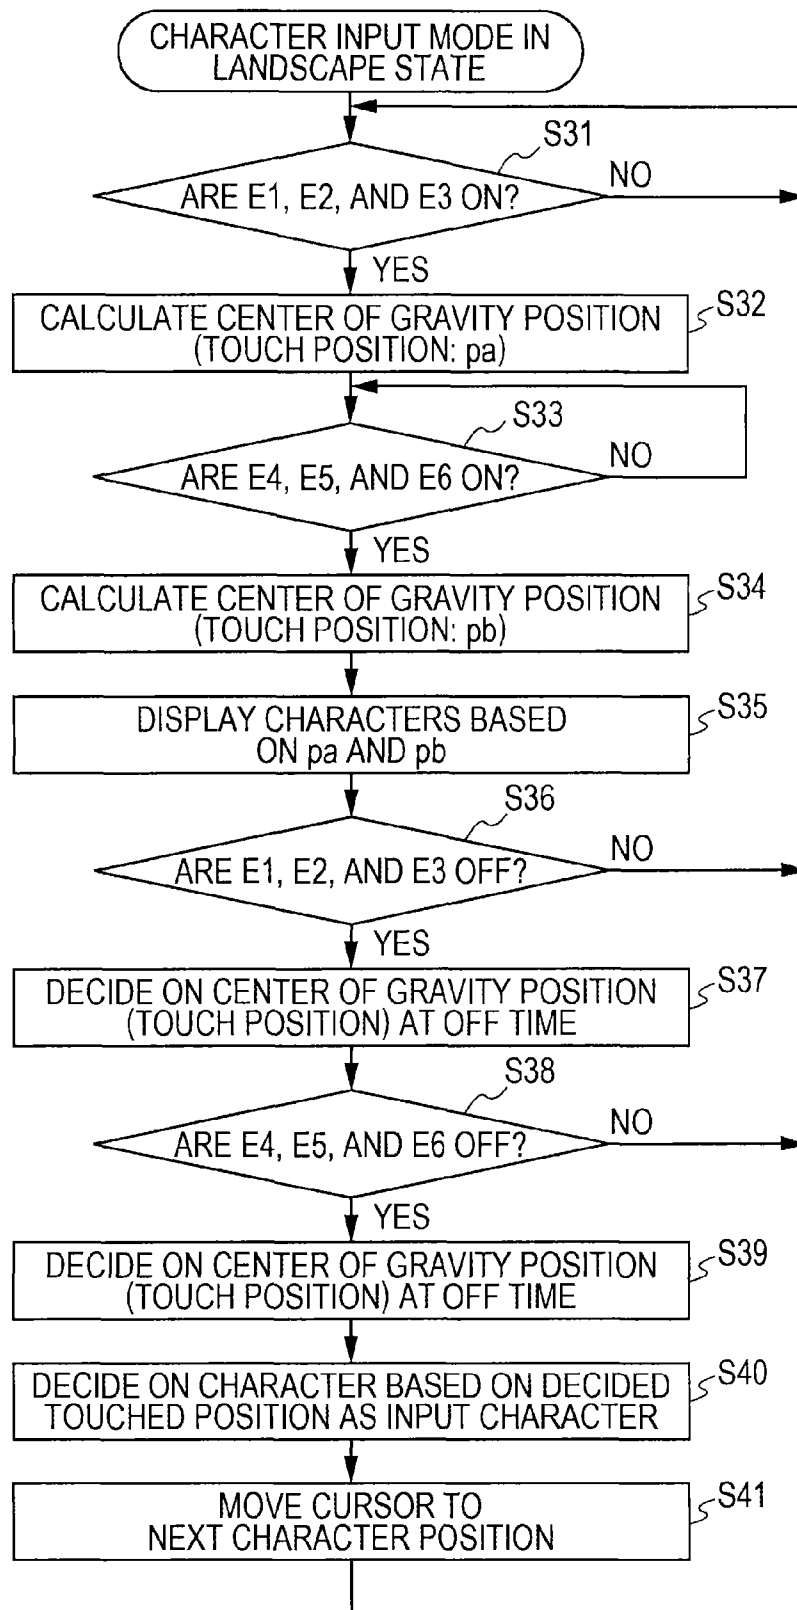 CHARACTER INPUT MODE IN
LANDSCAPE STATE
S31
ARE E1, E2, AND E3 ON?
NO
YES
S32
CALCULATE CENTER OF GRAVITY POSITION
(TOUCH POSITION: pa)
S33
ARE E4, E5, AND E6 ON?
NO
YES
S34
CALCULATE CENTER OF GRAVITY POSITION
(TOUCH POSITION: pb)
S35
DISPLAY CHARACTERS BASED
ON pa AND pb
S36
ARE E1, E2, AND E3 OFF?
NO
YES
S37
DECIDE ON CENTER OF GRAVITY POSITION
(TOUCH POSITION) AT OFF TIME
S38
ARE E4, E5, AND E6 OFF?
NO
YES
S39
DECIDE ON CENTER OF GRAVITY POSITION
(TOUCH POSITION) AT OFF TIME
S40
DECIDE ON CHARACTER BASED ON DECIDED
TOUCHED POSITION AS INPUT CHARACTER
S41
MOVE CURSOR TO
NEXT CHARACTER POSITION